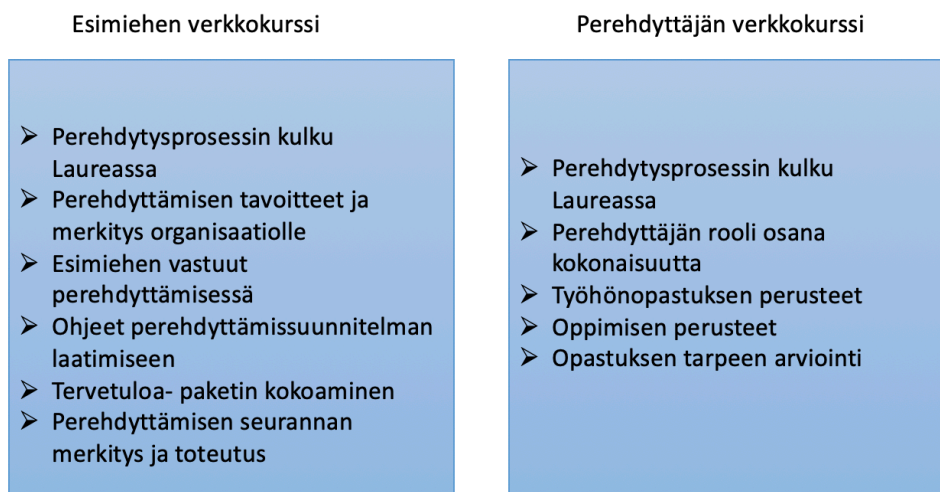 Esimiehen verkkokurssi
➢ Perehdytysprosessin kulku
Laureassa
➢ Perehdyttämisen tavoitteet ja
merkitys organisaatiolle
➢ Esimiehen vastuut
perehdyttämisessä
➢ Ohjeet perehdyttämissuunnitelman
laatimiseen
➢ Tervetuloa- paketin kokoaminen
➢ Perehdyttämisen seurannan
merkitys ja toteutus
Perehdyttäjän verkkokurssi
➢ Perehdytysprosessin kulku
Laureassa
➢ Perehdyttäjän rooli osana
kokonaisuutta
➢ Työhönopastuksen perusteet
➢ Oppimisen perusteet
➢ Opastuksen tarpeen arviointi